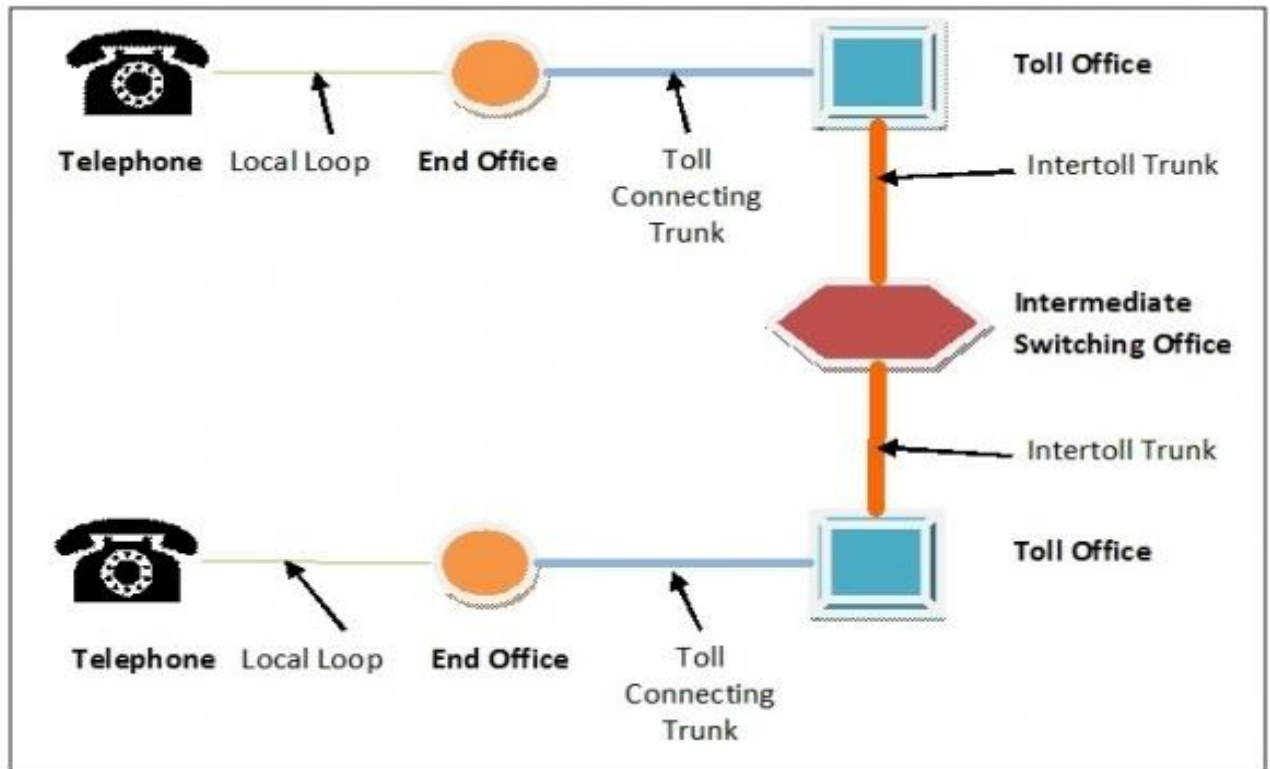 Toll Office
Telephone
Local Loop
End Office
Toll
Connecting
Trunk
Intertoll Trunk
Intermediate
Switching Office
Intertoll Trunk
Toll Office
Telephone
Local Loop
End Office
Toll
Connecting
Trunk